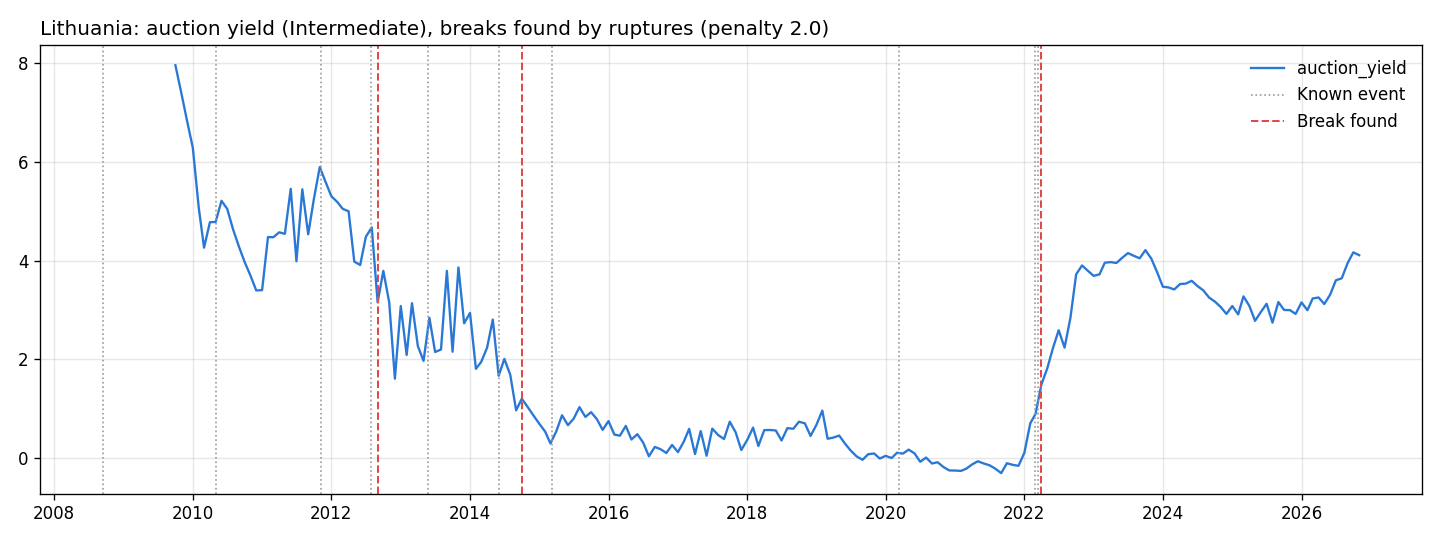 Lithuania: auction yield (Intermediate), breaks found by ruptures (penalty 2.0)
8
6
4
2
0
auction_yield
Known event
Break found
2008 2010 2012 2014 2016 2018 2020 2022 2024 2026